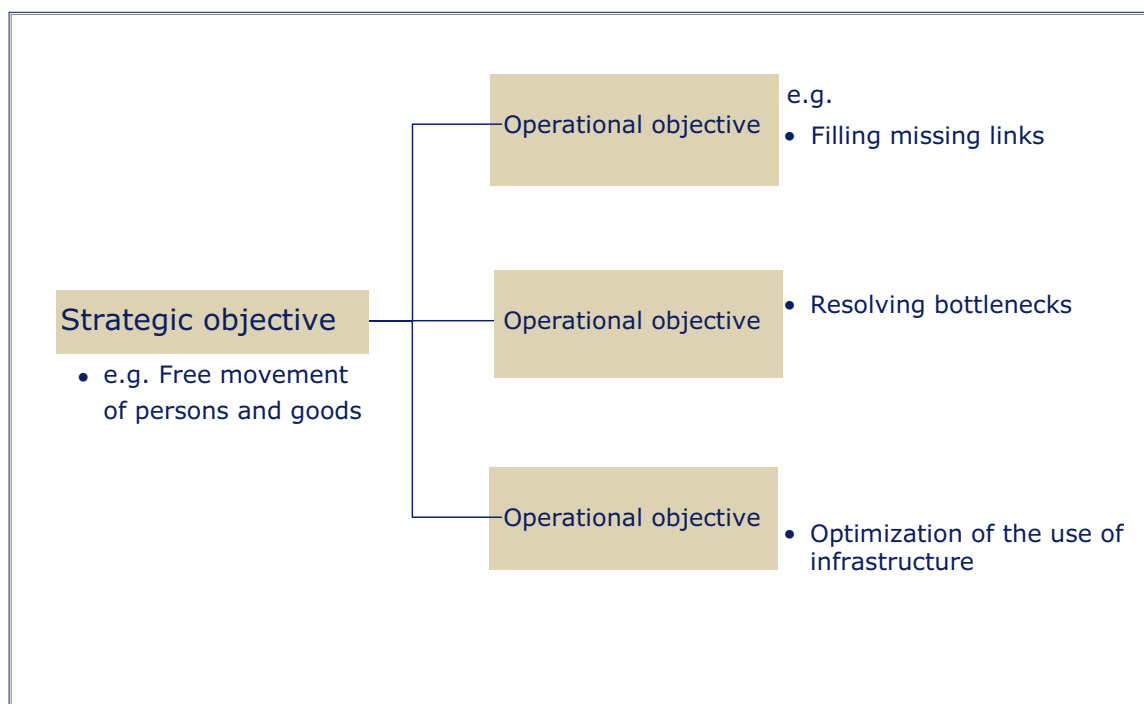 e.g.
Operational objective
• Filling missing links
Strategic objective
• e.g. Free movement
of persons and goods
Operational objective
• Resolving bottlenecks
Operational objective
• Optimization of the use of
infrastructure